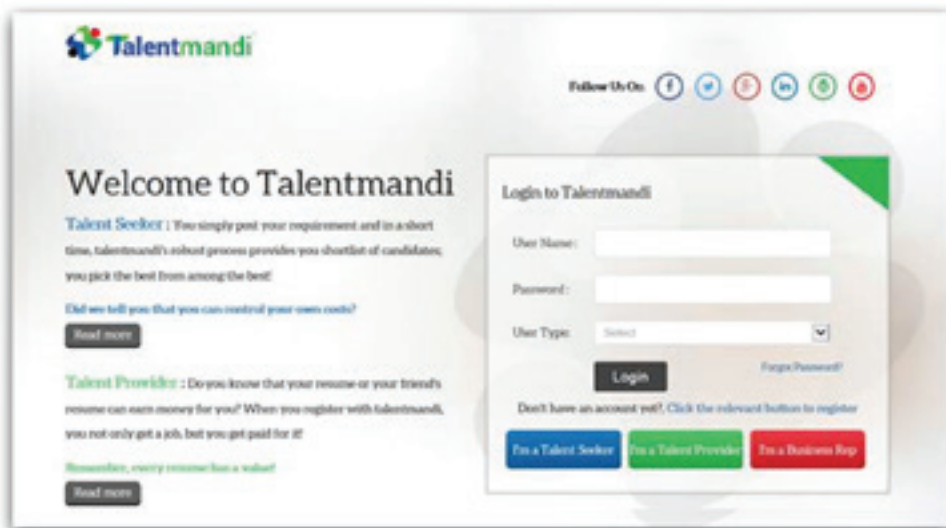 Talentmandi
Follow Us On
Welcome to Talentmandi
Talent Seeker : You simply post your requirement and in a short
time, talentmandi's robust process provides you shortlist of candidates;
you pick the best from among the best!
Did we tell you that you can control your own costs?
Read more
Talent Provider : Do you know that your resume or your friend's
resume can earn money for you? When you register with talentmandi,
you not only get a job, but you get paid for it!
Remember, every resume has a value!
Read more
Login to Talentmandi
User Name :
Password :
User Type:
Select
Login
Forgot Password?
Don't have an account yet?, Click the relevant button to register
I'm a Talent Seeker
I'm a Talent Provider
I'm a Business Rep